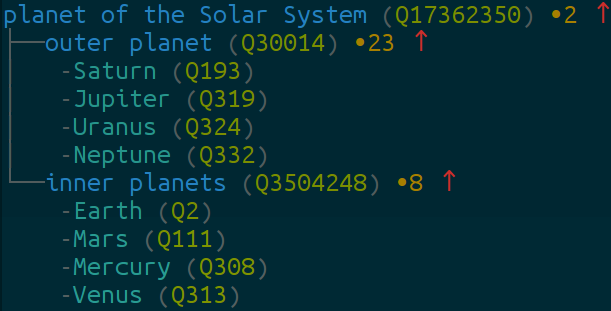 planet of the Solar System (Q17362350) •2 ↑
outer planet (Q30014) •23 ↑
-Saturn (Q193)
-Jupiter (Q319)
-Uranus (Q324)
-Neptune (Q332)
inner planets (Q3504248) •8 ↑
-Earth (Q2)
-Mars (Q111)
-Mercury (Q308)
-Venus (Q313)